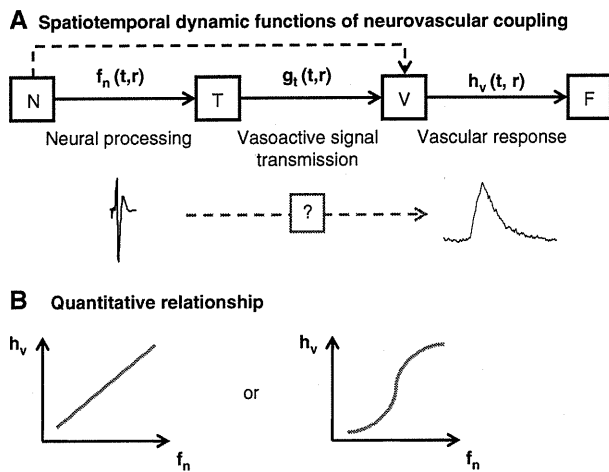 A Spatiotemporal dynamic functions of neurovascular coupling
fn (t,r) gt (t,r) hv (t, r)
N T V F
Neural processing Vasoactive signal transmission Vascular response
?
B Quantitative relationship
hv hv
or
fn fn